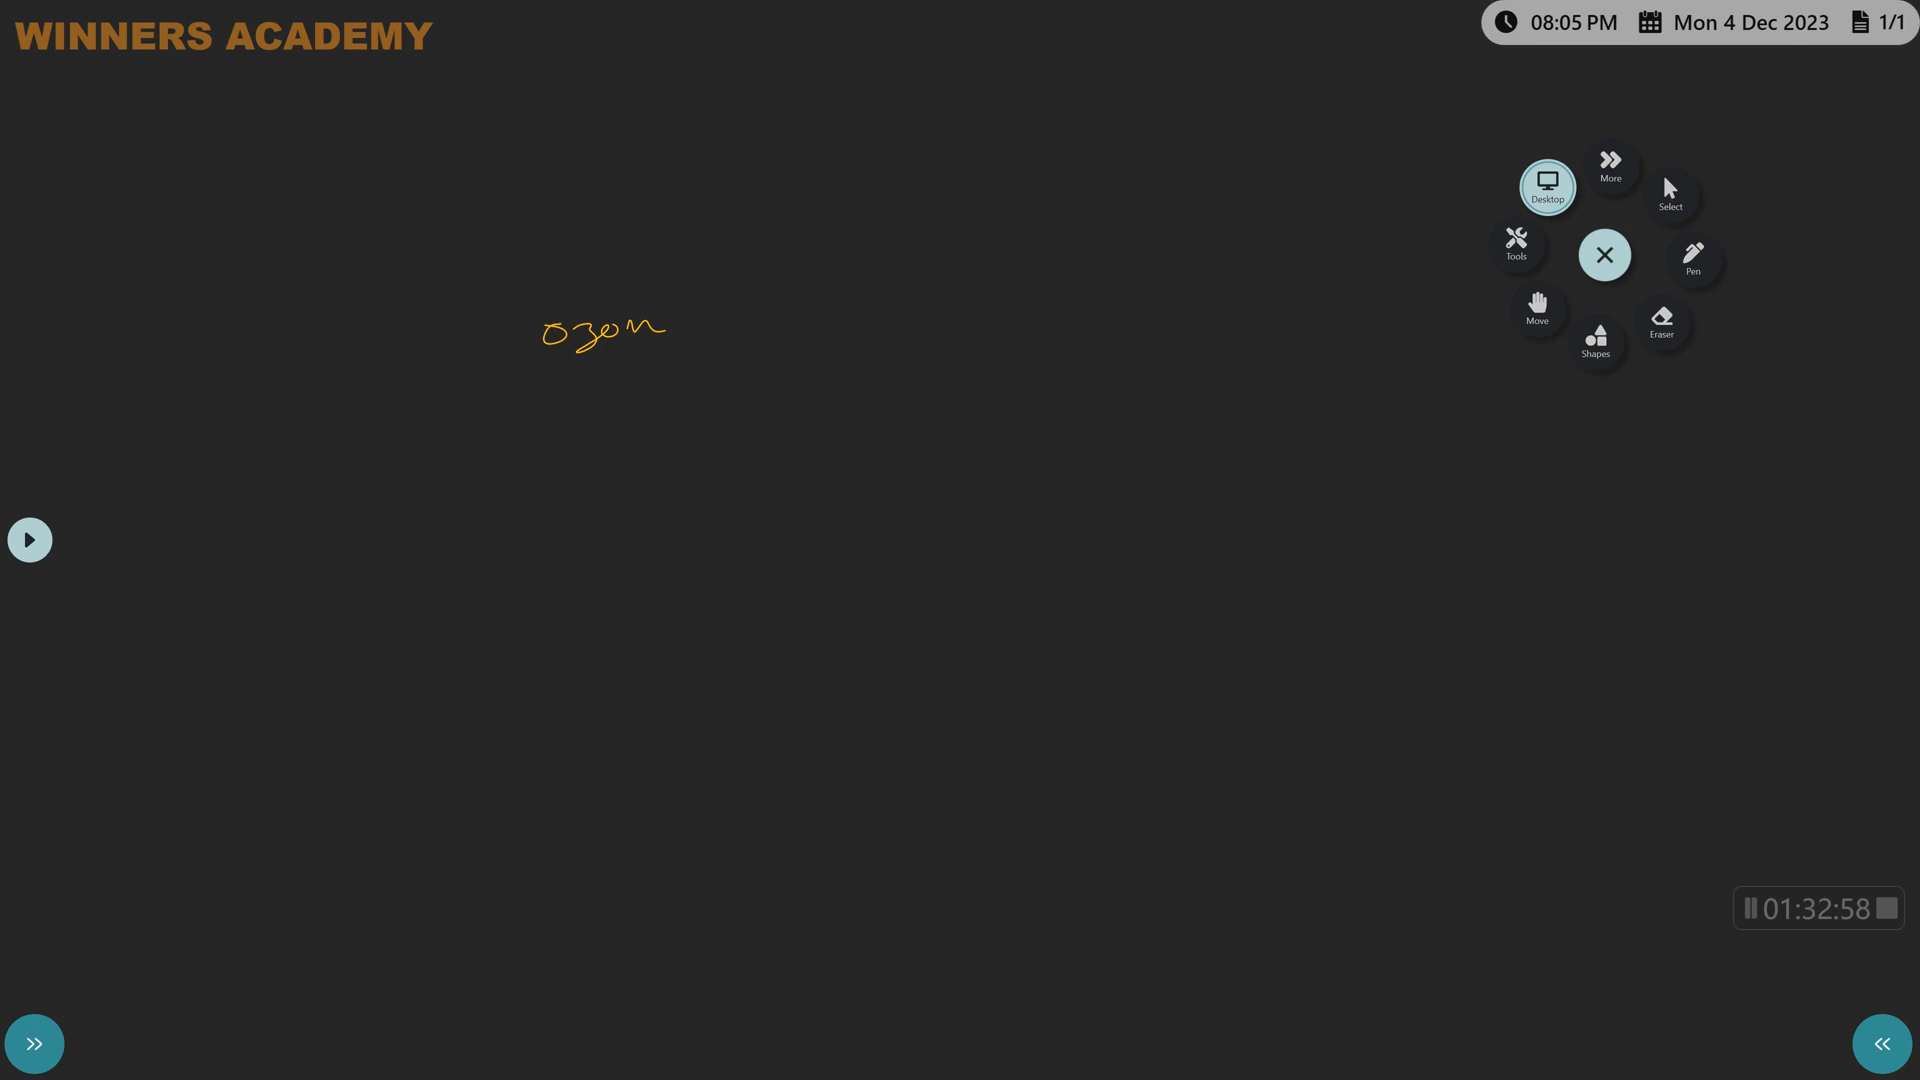 WINNERS ACADEMY
08:05 PM Mon 4 Dec 2023 1/1
More
Desktop
Select
Tools
Pen
Move
Eraser
Shapes
ozon
01:32:58